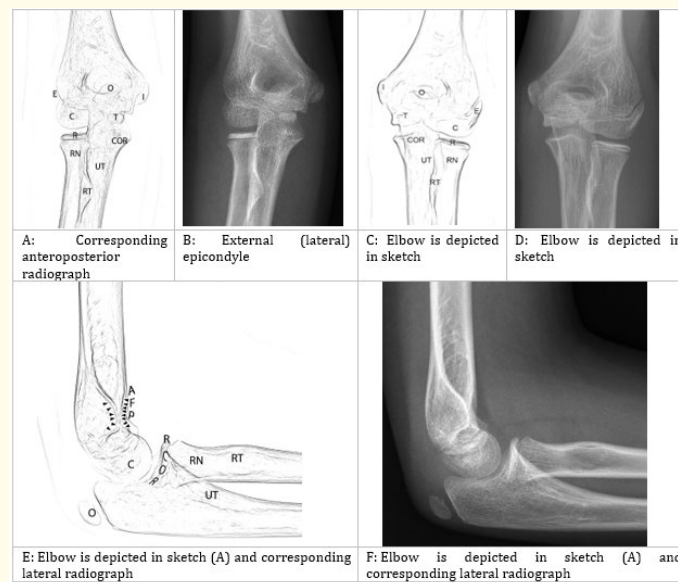 E
O
I
C
T
R
COR
RN
UT
RT
I
O
E
T
C
COR
R
UT
RN
RT
A: Corresponding
anteroposterior
radiograph
B: External (lateral)
epicondyle
C: Elbow is depicted
in sketch
D: Elbow is depicted in
sketch
A
F
P
R
C
C
O
R
RN
RT
UT
O
E: Elbow is depicted in sketch (A) and corresponding
lateral radiograph
F: Elbow is depicted in sketch (A) and
corresponding lateral radiograph